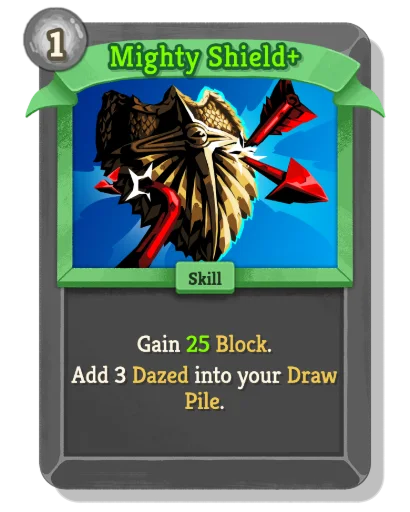 1
Mighty Shield+
Skill
Gain 25 Block.
Add 3 Dazed into your Draw
Pile.